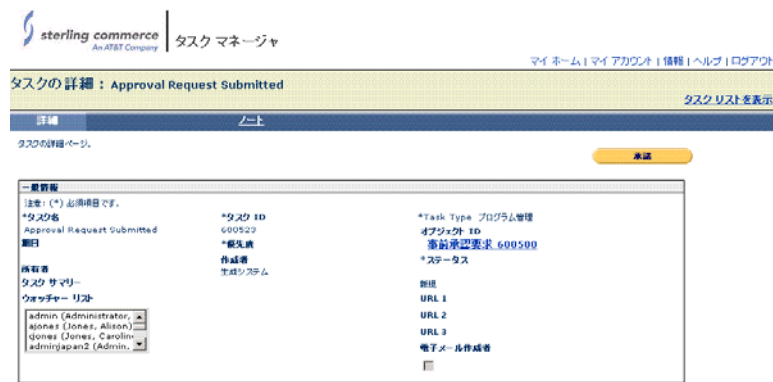 sterling commerce
An AT&T Company
タスク マネージャ
マイ ホーム | マイ アカウント | 情報 | ヘルプ | ログアウト
タスクの詳細 : Approval Request Submitted
タスク リストを表示
詳細 ノート
タスクの詳細ページ。
承諾
一般情報
注意: (*) 必須項目です。
*タスク名 *タスク ID *Task Type プログラム管理
Approval Request Submitted 600523 オブジェクト ID
期日 *優先度 事前承認要求 600500
作成者 *ステータス
所有者 生成システム
タスク サマリー 新規
ウォッチャー リスト URL 1
admin (Administrator, URL 2
ajones (Jones, Alison)
cjones (Jones, Caroline URL 3
adminjapan2 (Admin, 電子メール作成者